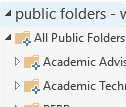 public folders - 
All Public Folders
Academic Advis
Academic Techn